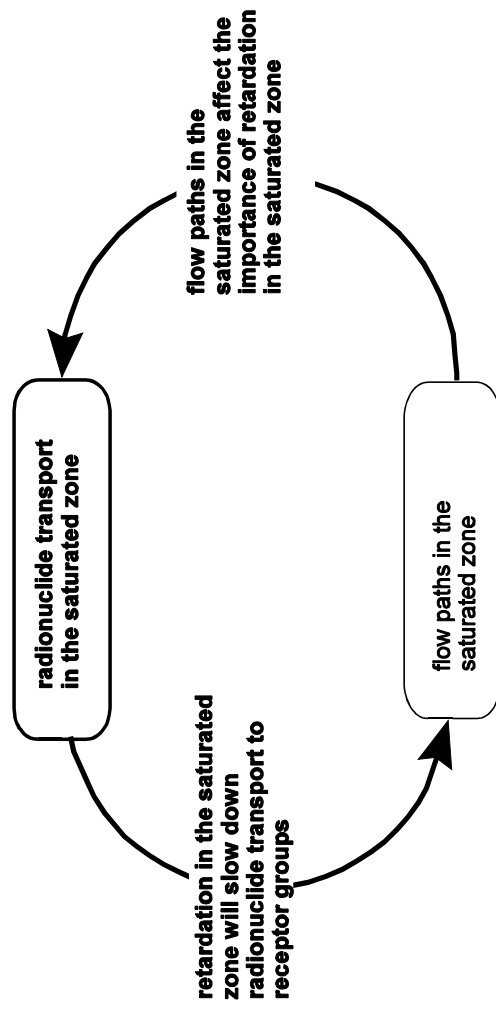 radionuclide transport
in the saturated zone
retardation in the saturated
zone will slow down
radionuclide transport to
receptor groups
flow paths in the
saturated zone affect the
importance of retardation
in the saturated zone
flow paths in the
saturated zone